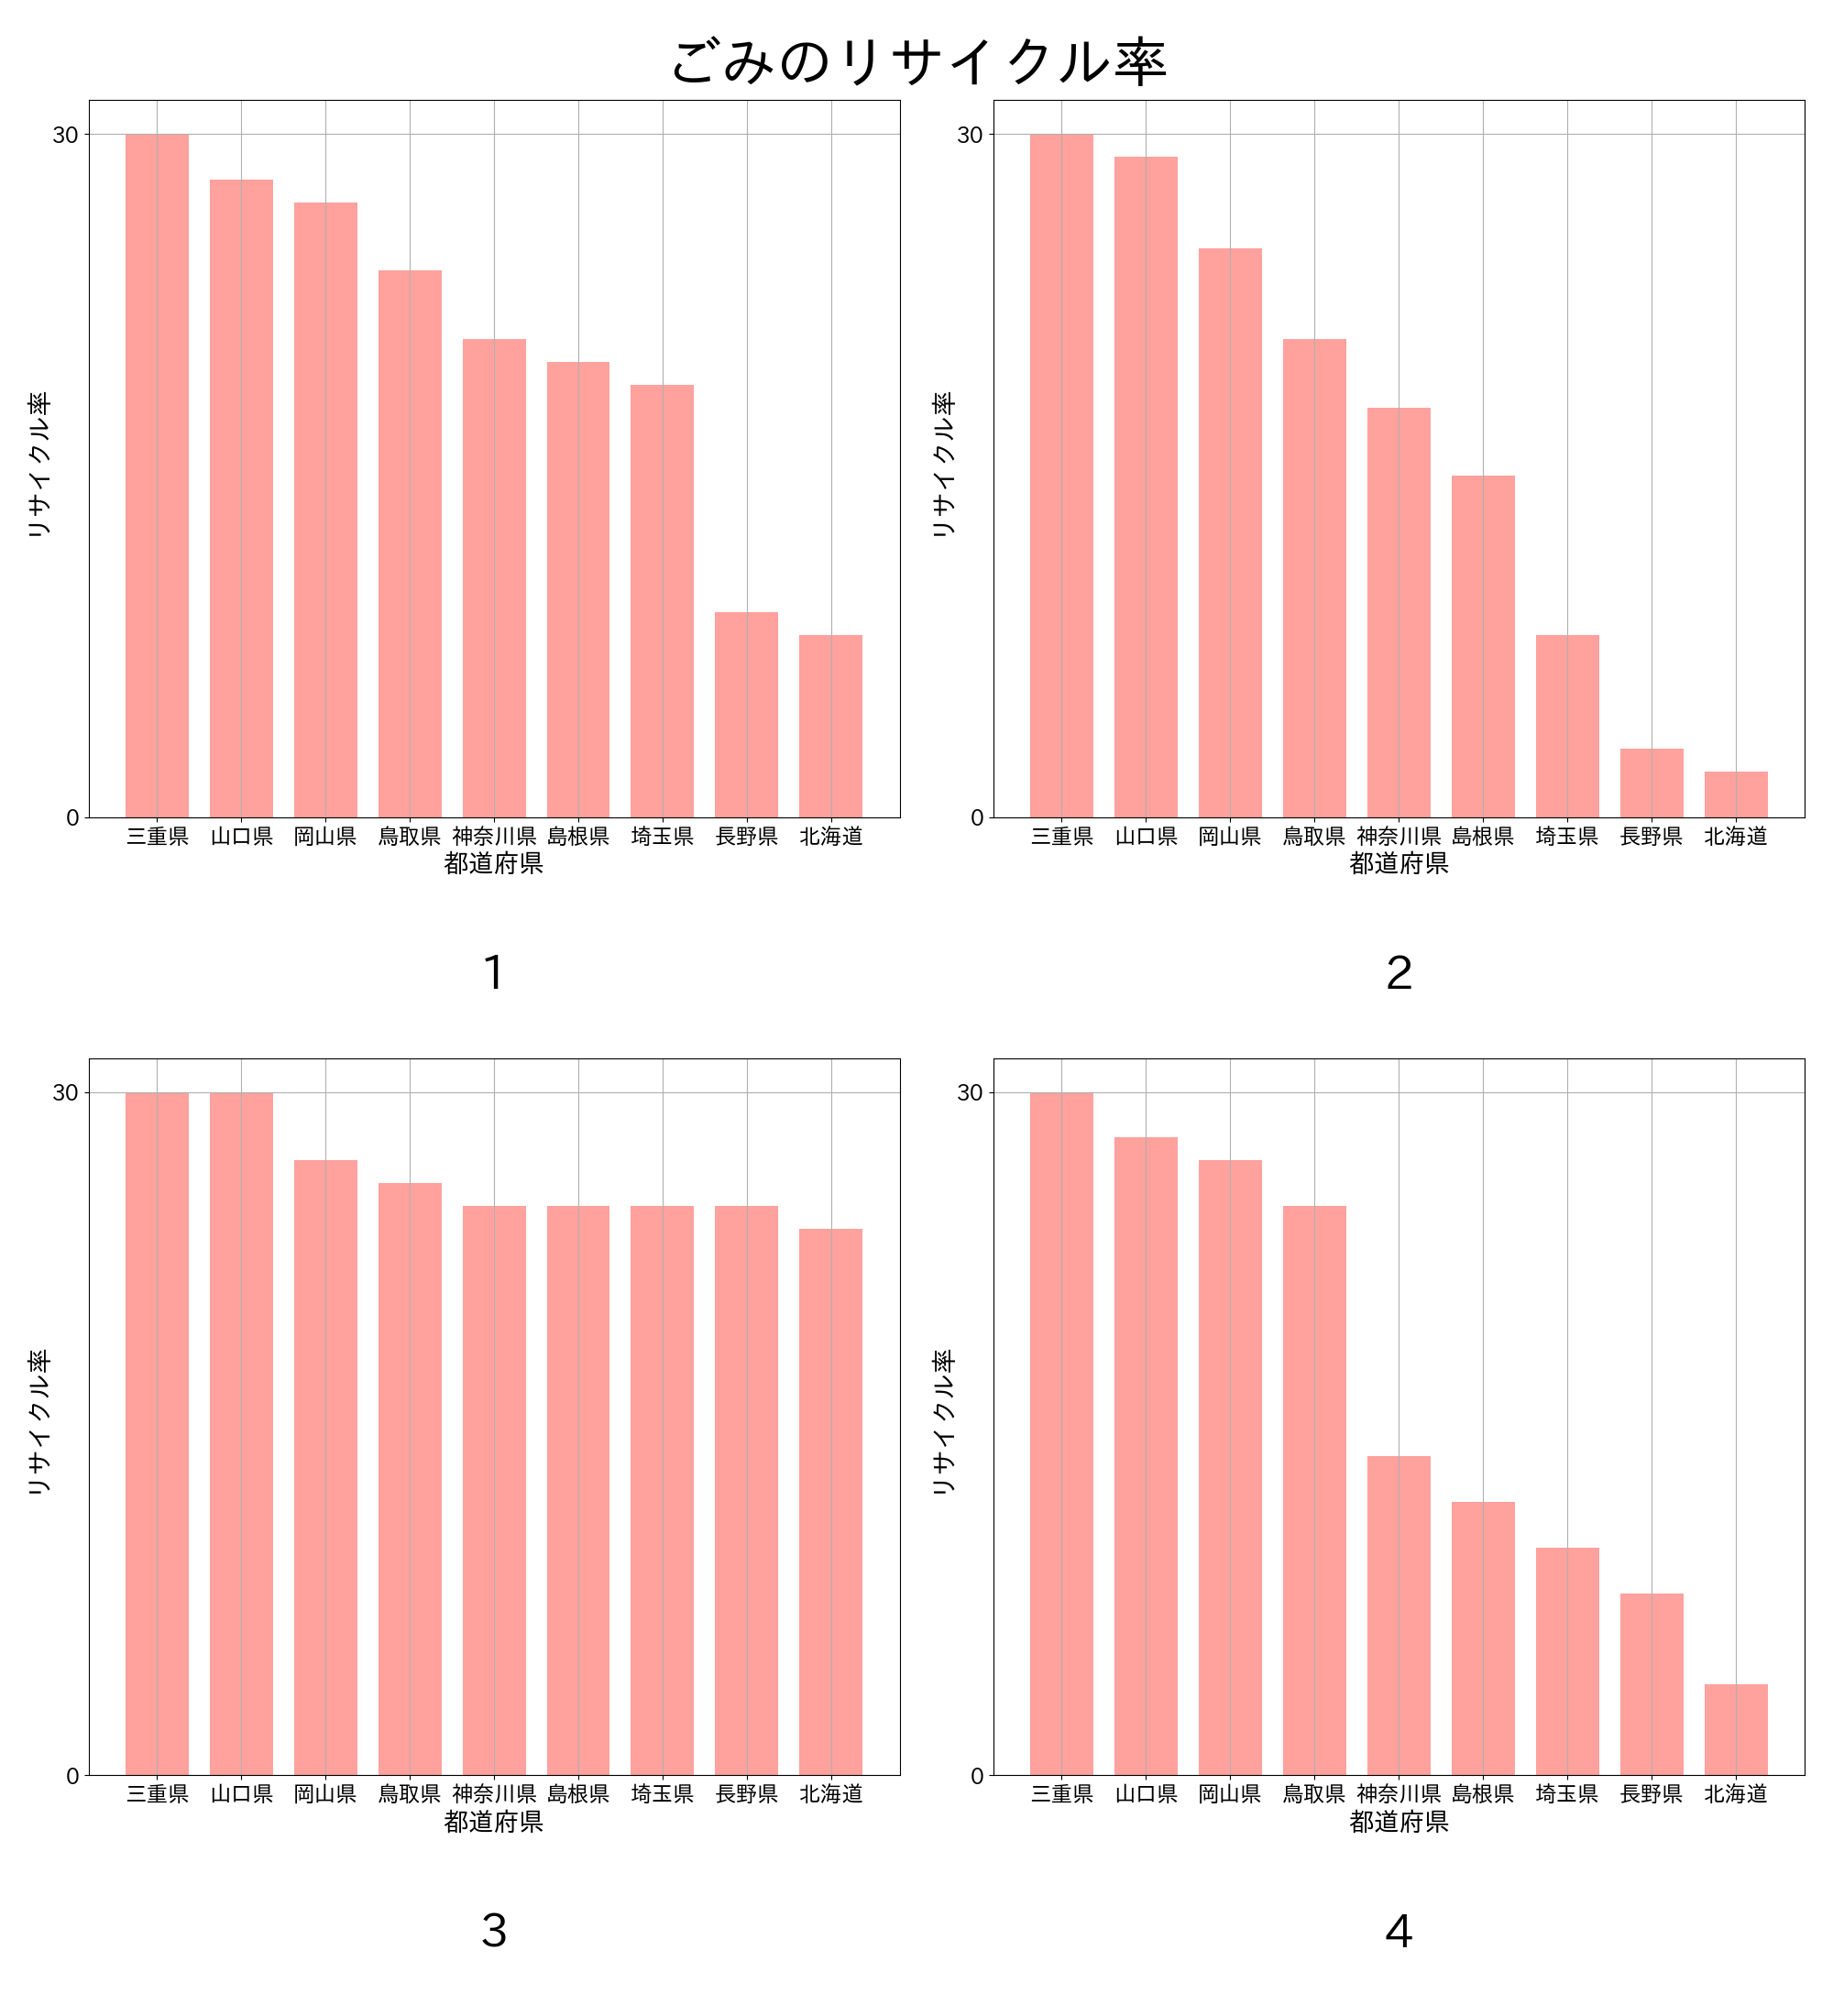 ごみのリサイクル率
30
リサイクル率
0
三重県 山口県 岡山県 鳥取県 神奈川県 島根県 埼玉県 長野県 北海道
都道府県
1
30
リサイクル率
0
三重県 山口県 岡山県 鳥取県 神奈川県 島根県 埼玉県 長野県 北海道
都道府県
2
30
リサイクル率
0
三重県 山口県 岡山県 鳥取県 神奈川県 島根県 埼玉県 長野県 北海道
都道府県
3
30
リサイクル率
0
三重県 山口県 岡山県 鳥取県 神奈川県 島根県 埼玉県 長野県 北海道
都道府県
4